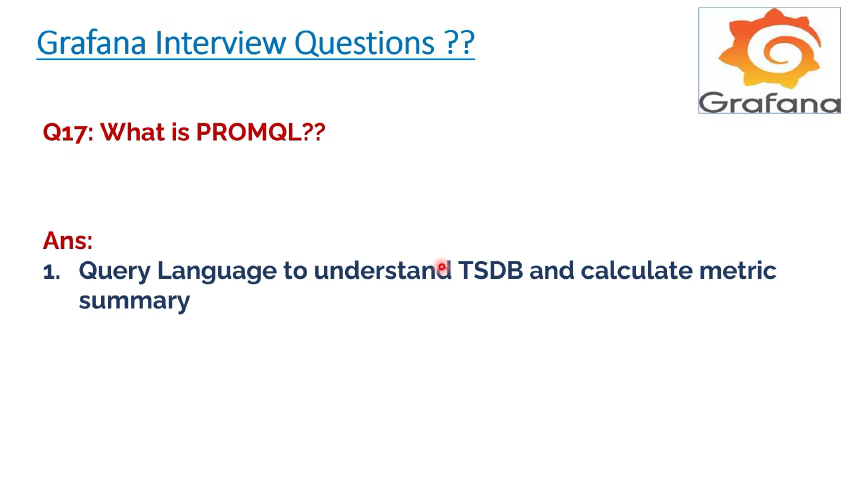 Grafana Interview Questions ??
Grafana
Q17: What is PROMQL??
Ans:
1. Query Language to understand TSDB and calculate metric
summary